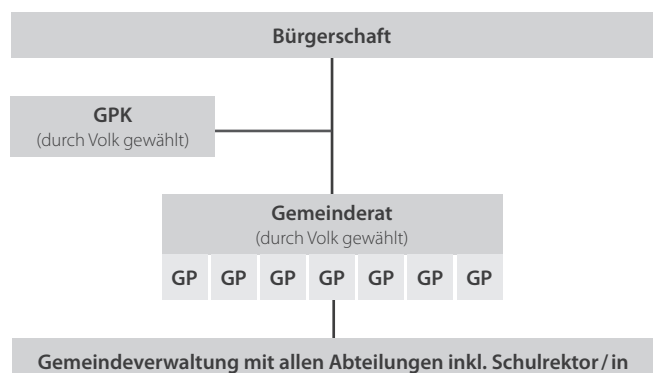 Bürgerschaft
GPK
(durch Volk gewählt)
Gemeinderat
(durch Volk gewählt)
GP GP GP GP GP GP GP
Gemeindeverwaltung mit allen Abteilungen inkl. Schulrektor / in